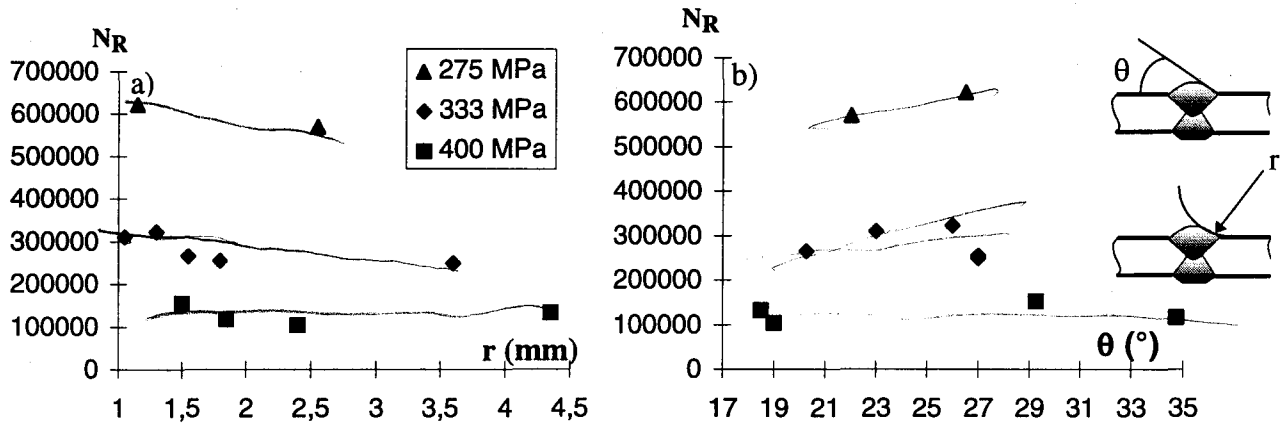 N_R
700000
a)
600000
500000
400000
300000
200000
100000
0
1 1,5 2 2,5 3 3,5 4 4,5
r (mm)
▲ 275 MPa
◆ 333 MPa
■ 400 MPa
N_R
700000
b)
600000
500000
400000
300000
200000
100000
0
17 19 21 23 25 27 29 31 33 35
θ (°)
θ
r